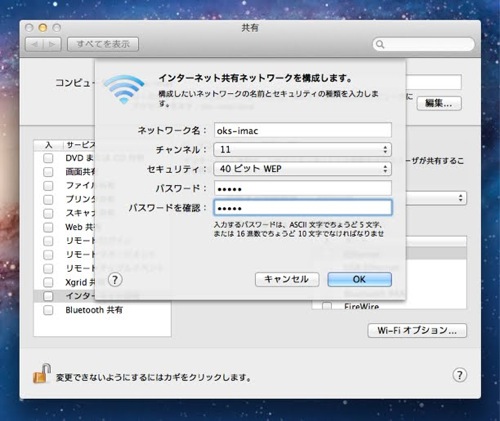 共有
すべてを表示
インターネット共有ネットワークを構成します。
構成したいネットワークの名前とセキュリティの種類を入力しま
す。
コンピュー
編集...
ネットワーク名： oks-imac
チャンネル： 11
セキュリティ： 40 ビット WEP
パスワード： •••••
パスワードを確認： •••••
入力するパスワードは、ASCII 文字でちょうど 5 文字、
または 16 進数でちょうど 10 文字でなければなりませ
キャンセル
OK
入 サービス
DVD また
画面共有
ファイル
プリンタ
スキャナ
Web 共有
リモート
リモート
リモート
Xgrid 共有
インター
Bluetooth 共有
ーザが共有するこ
FireWire
Wi-Fi オプション...
変更できないようにするにはカギをクリックします。